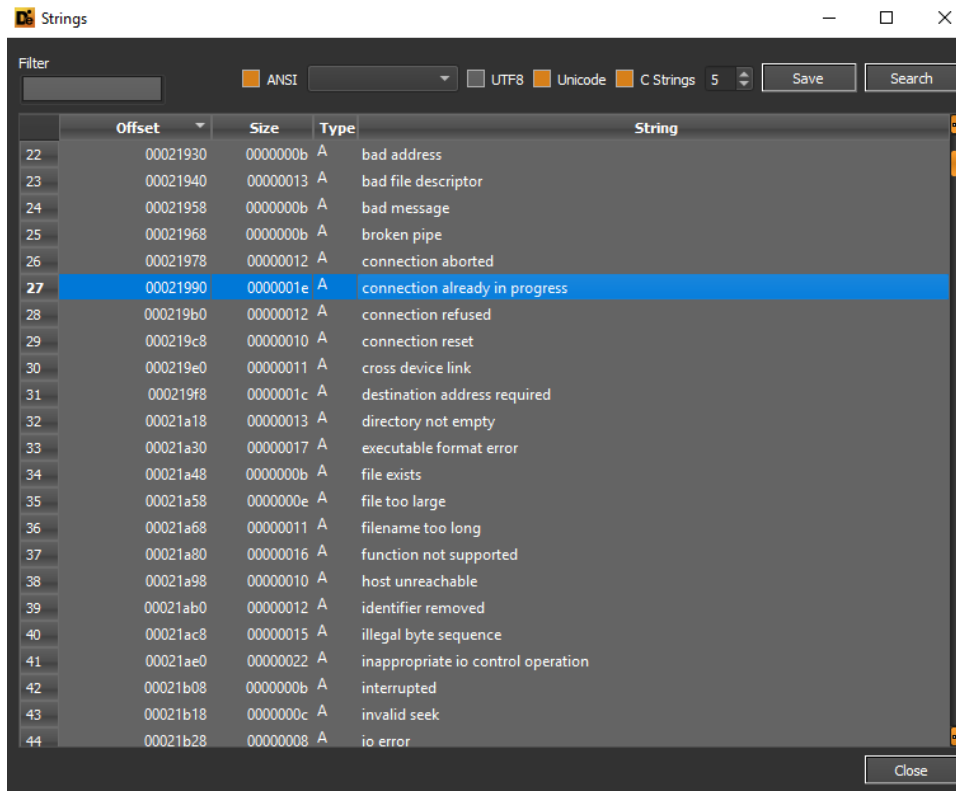 DiE Strings
Filter
ANSI UTF8 Unicode C Strings 5 Save Search
Offset Size Type String
22 00021930 0000000b A bad address
23 00021940 00000013 A bad file descriptor
24 00021958 0000000b A bad message
25 00021968 0000000b A broken pipe
26 00021978 00000012 A connection aborted
27 00021990 0000001e A connection already in progress
28 000219b0 00000012 A connection refused
29 000219c8 00000010 A connection reset
30 000219e0 00000011 A cross device link
31 000219f8 0000001c A destination address required
32 00021a18 00000013 A directory not empty
33 00021a30 00000017 A executable format error
34 00021a48 0000000b A file exists
35 00021a58 0000000e A file too large
36 00021a68 00000011 A filename too long
37 00021a80 00000016 A function not supported
38 00021a98 00000010 A host unreachable
39 00021ab0 00000012 A identifier removed
40 00021ac8 00000015 A illegal byte sequence
41 00021ae0 00000022 A inappropriate io control operation
42 00021b08 0000000b A interrupted
43 00021b18 0000000c A invalid seek
44 00021b28 00000008 A io error
Close